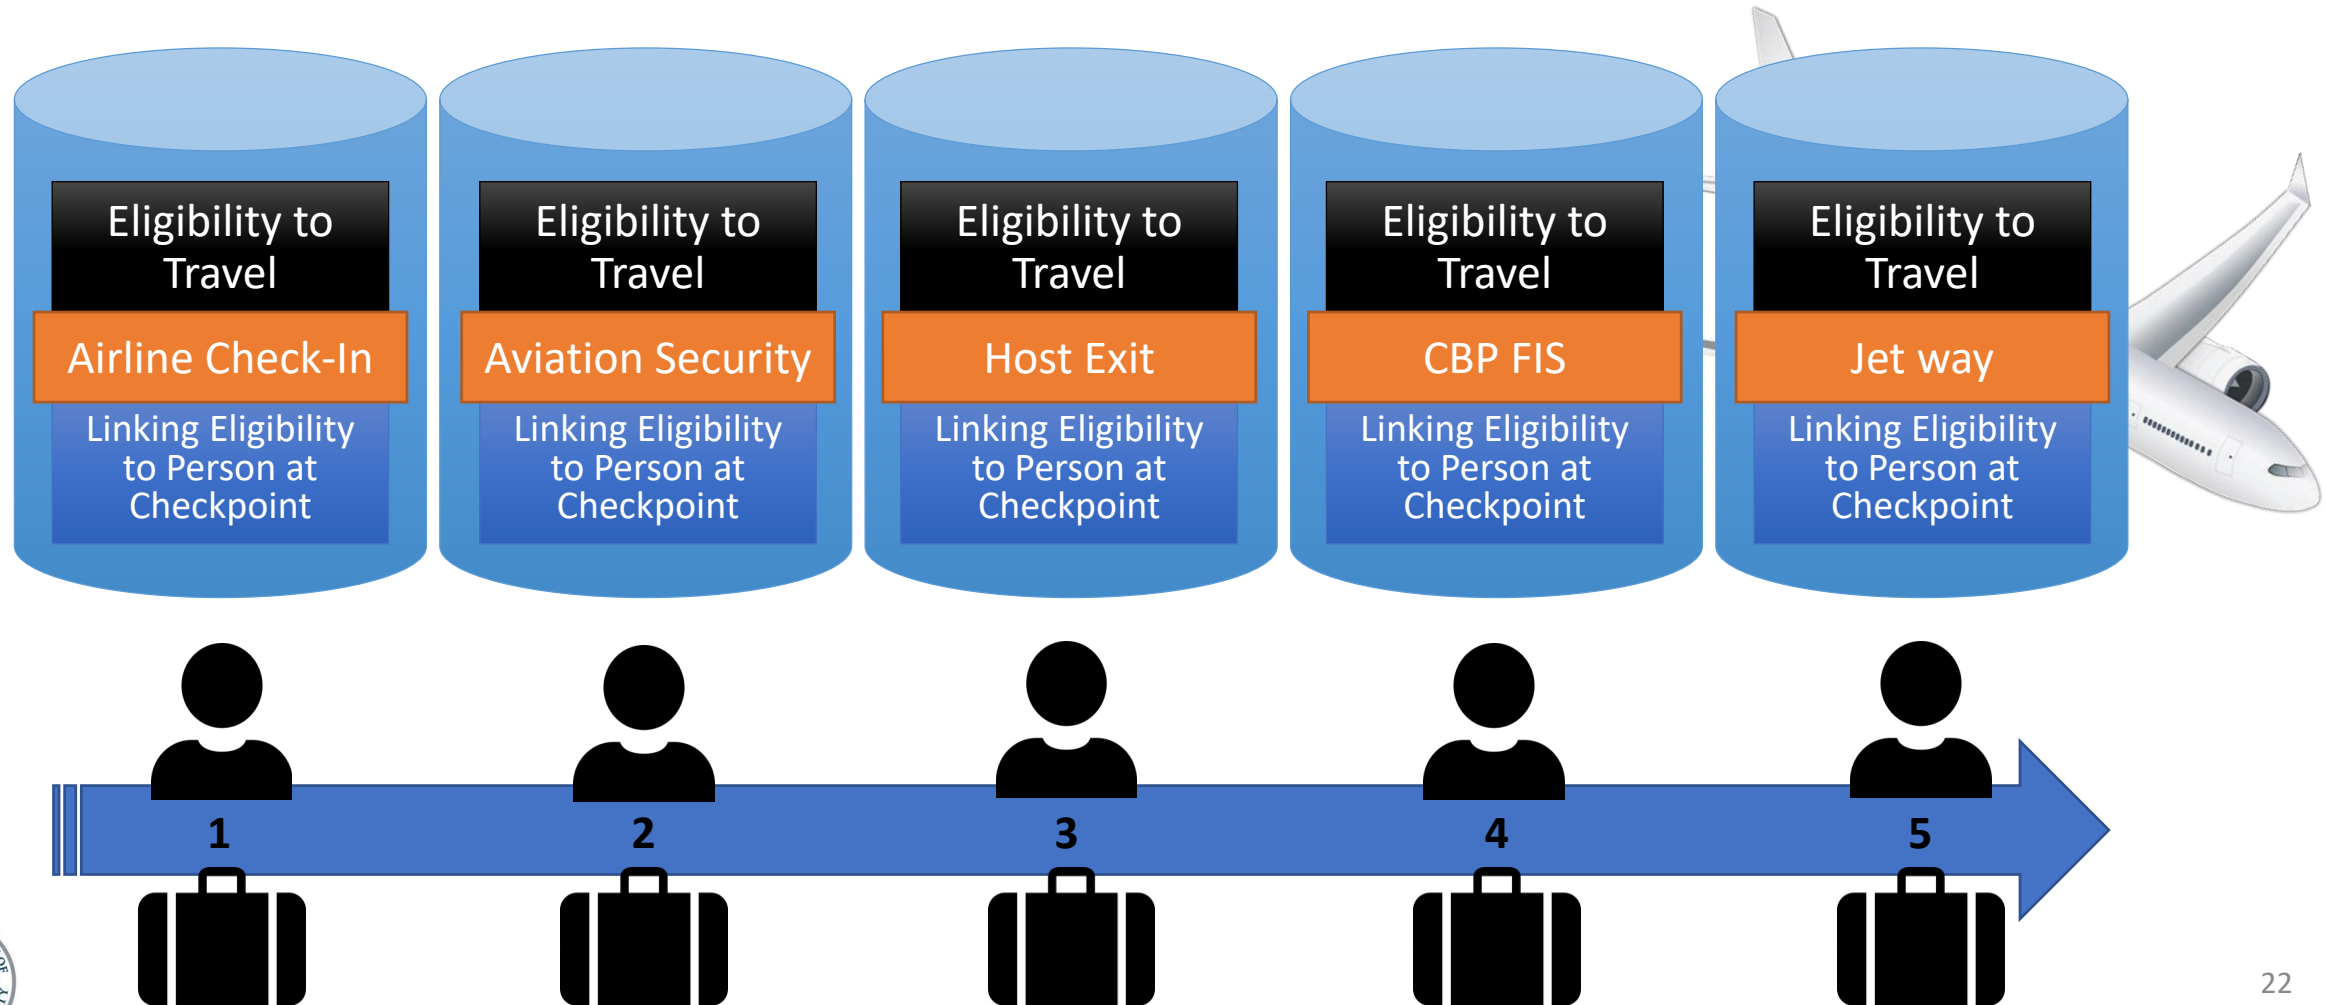 Eligibility to
Travel
Airline Check-In
Linking Eligibility
to Person at
Checkpoint
Eligibility to
Travel
Aviation Security
Linking Eligibility
to Person at
Checkpoint
Eligibility to
Travel
Host Exit
Linking Eligibility
to Person at
Checkpoint
Eligibility to
Travel
CBP FIS
Linking Eligibility
to Person at
Checkpoint
Eligibility to
Travel
Jet way
Linking Eligibility
to Person at
Checkpoint
1
2
3
4
5
22